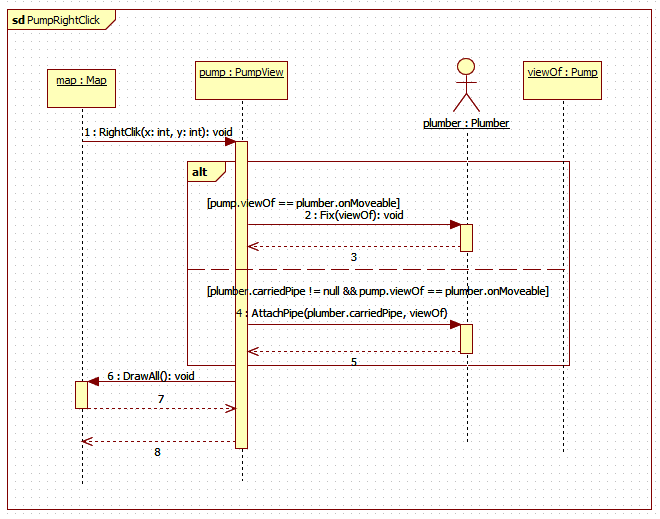 sd PumpRightClick
map : Map
pump : PumpView
plumber : Plumber
viewOf : Pump
1 : RightClik(x: int, y: int): void
alt
[pump.viewOf == plumber.onMoveable]
2 : Fix(viewOf): void
3
[plumber.carriedPipe != null && pump.viewOf == plumber.onMoveable]
4 : AttachPipe(plumber.carriedPipe, viewOf)
5
6 : DrawAll(): void
7
8